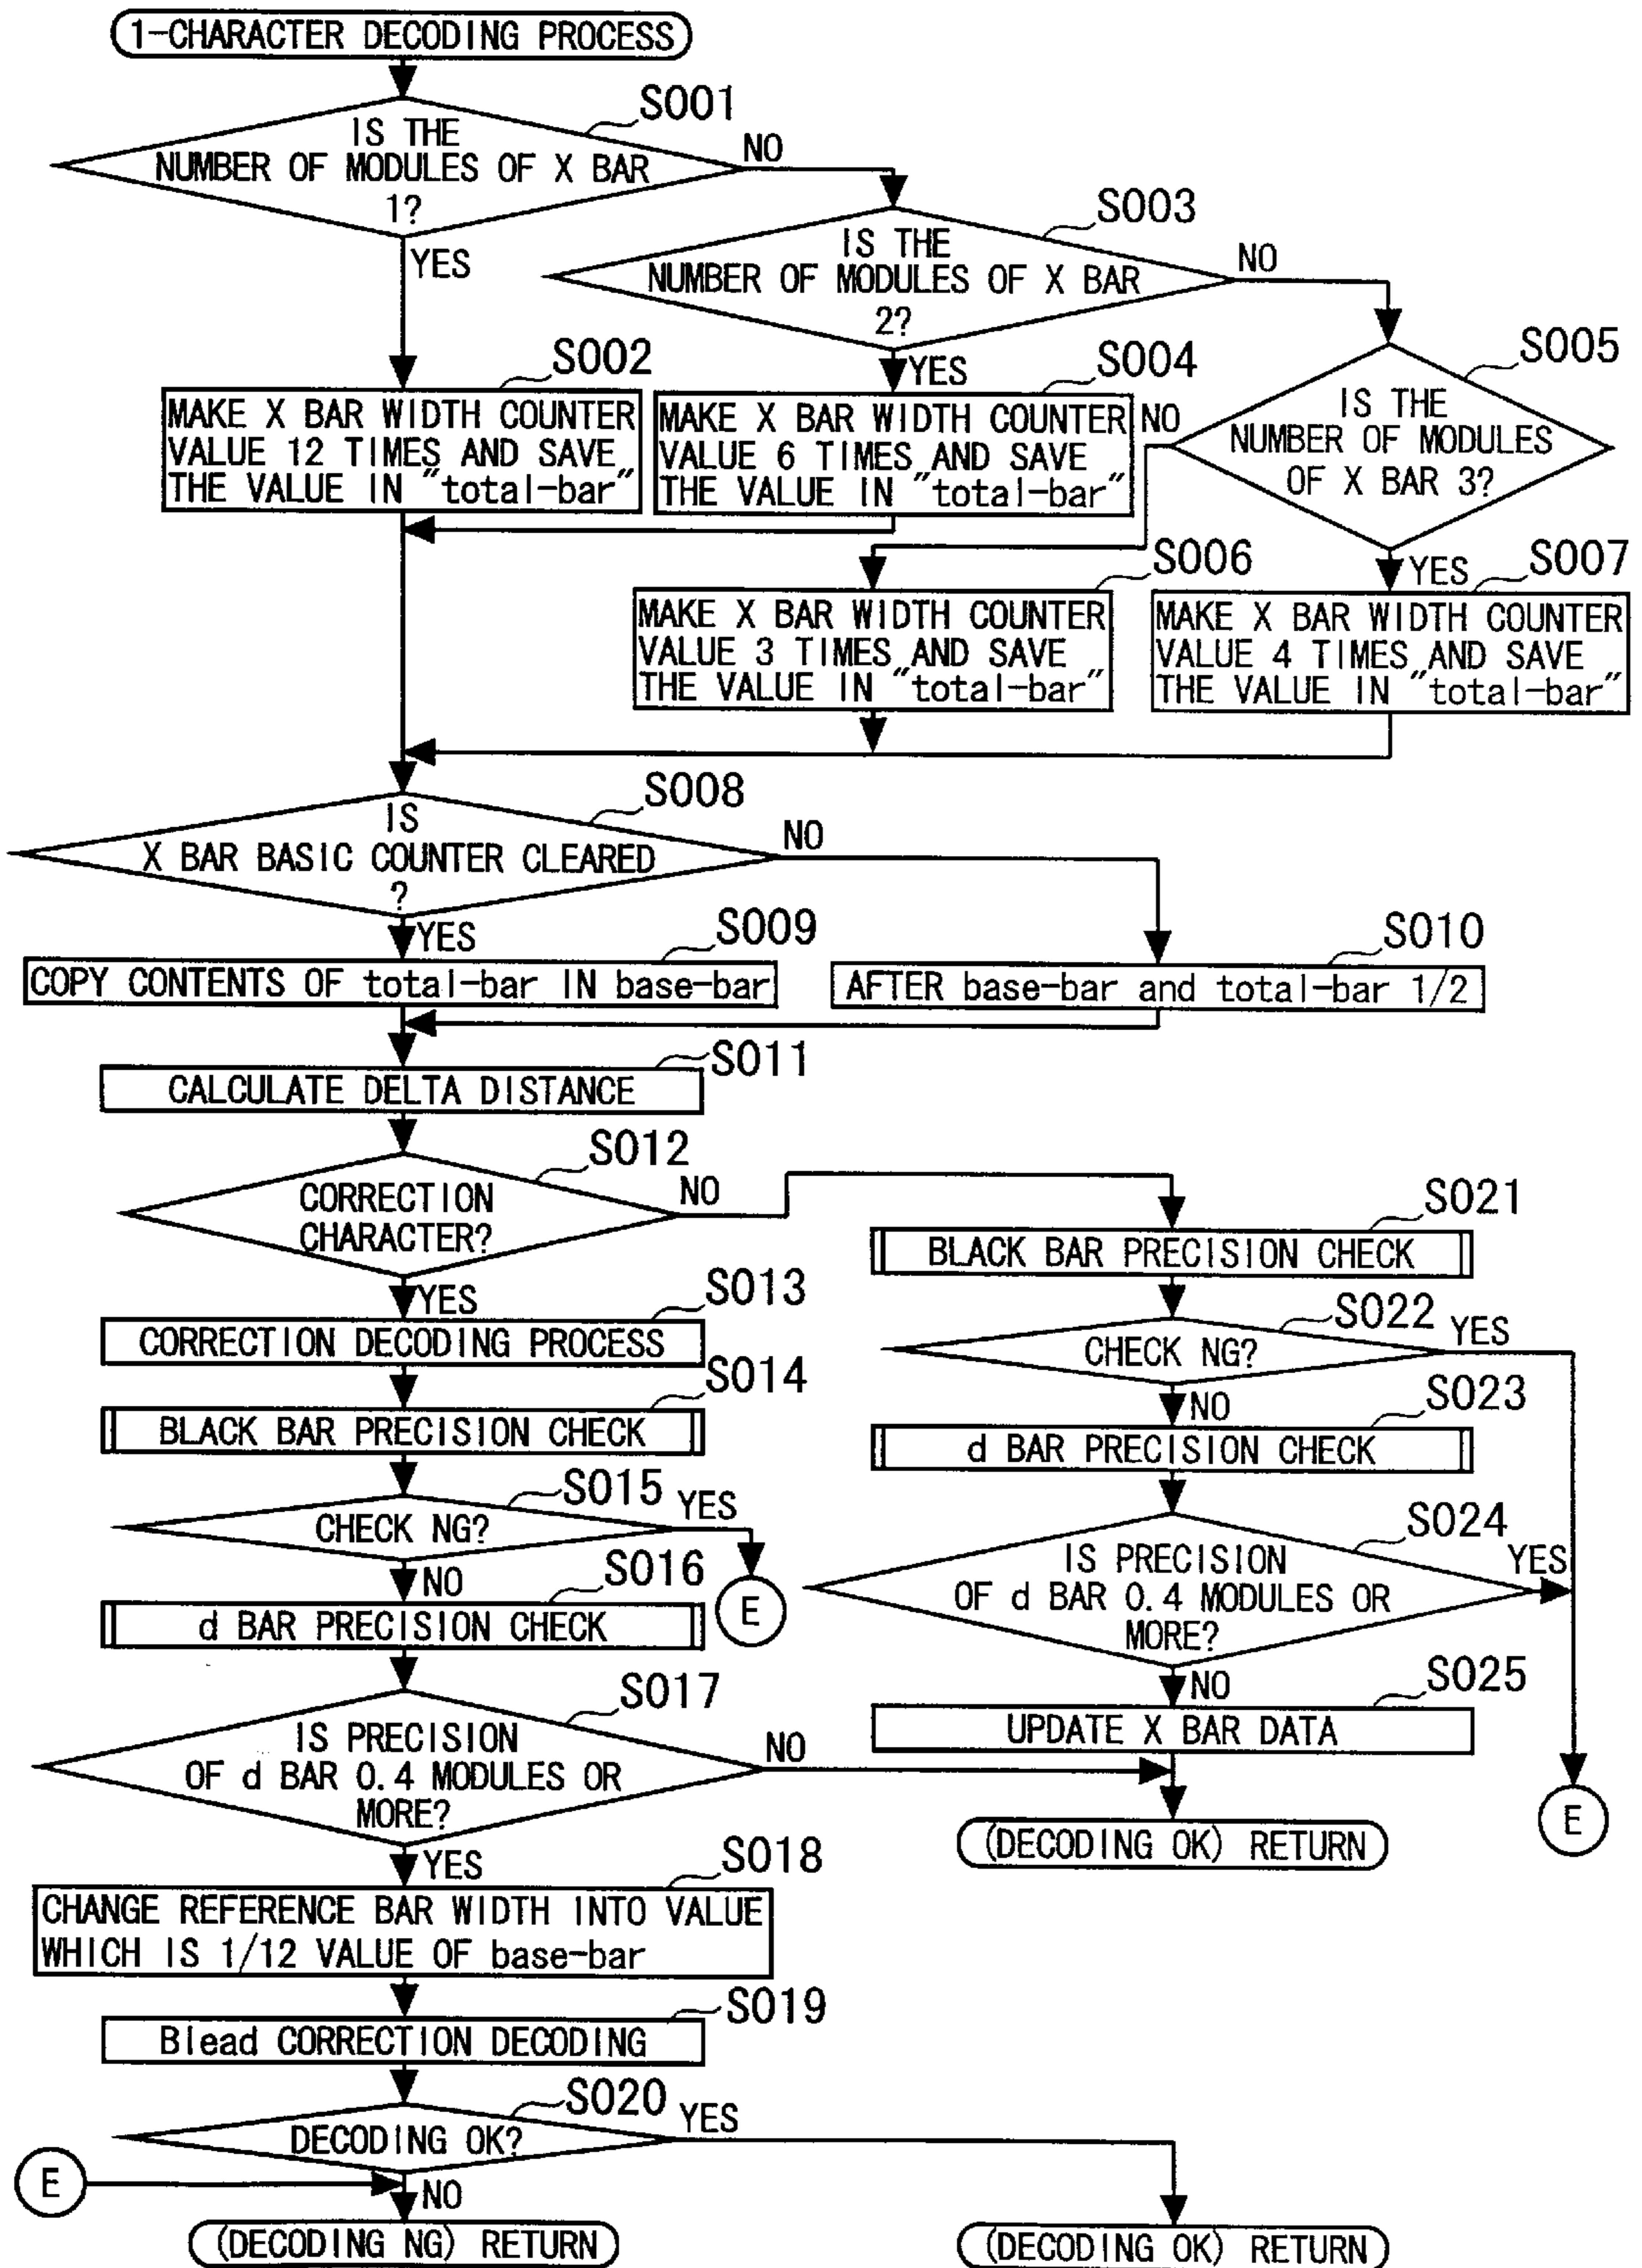 1-CHARACTER DECODING PROCESS
S001
IS THE
NUMBER OF MODULES OF X BAR
1?
NO
YES
S003
IS THE
NUMBER OF MODULES OF X BAR
2?
NO
YES
S005
IS THE
NUMBER OF MODULES
OF X BAR 3?
NO
YES
S002
MAKE X BAR WIDTH COUNTER
VALUE 12 TIMES AND SAVE
THE VALUE IN "total-bar"
S004
MAKE X BAR WIDTH COUNTER
VALUE 6 TIMES AND SAVE
THE VALUE IN "total-bar"
S006
MAKE X BAR WIDTH COUNTER
VALUE 3 TIMES AND SAVE
THE VALUE IN "total-bar"
S007
MAKE X BAR WIDTH COUNTER
VALUE 4 TIMES AND SAVE
THE VALUE IN "total-bar"
S008
IS
X BAR BASIC COUNTER CLEARED
?
NO
YES
S009
COPY CONTENTS OF total-bar IN base-bar
S010
AFTER base-bar and total-bar 1/2
S011
CALCULATE DELTA DISTANCE
S012
CORRECTION
CHARACTER?
NO
YES
S013
CORRECTION DECODING PROCESS
S014
BLACK BAR PRECISION CHECK
S015
CHECK NG?
YES
E
NO
S016
d BAR PRECISION CHECK
S017
IS PRECISION
OF d BAR 0.4 MODULES OR
MORE?
NO
YES
S018
CHANGE REFERENCE BAR WIDTH INTO VALUE
WHICH IS 1/12 VALUE OF base-bar
S019
Blead CORRECTION DECODING
S020
DECODING OK?
YES
E
NO
(DECODING NG) RETURN
(DECODING OK) RETURN
S021
BLACK BAR PRECISION CHECK
S022
CHECK NG?
YES
NO
S023
d BAR PRECISION CHECK
S024
IS PRECISION
OF d BAR 0.4 MODULES OR
MORE?
YES
NO
S025
UPDATE X BAR DATA
(DECODING OK) RETURN
E